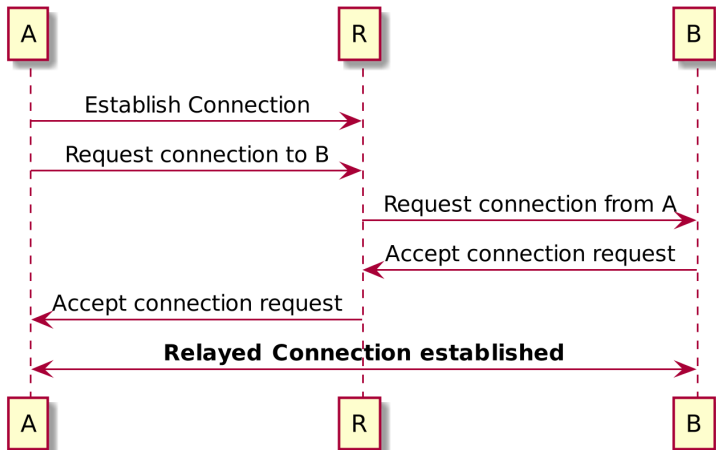 A R B
Establish Connection
Request connection to B
Request connection from A
Accept connection request
Accept connection request
Relayed Connection established
A R B